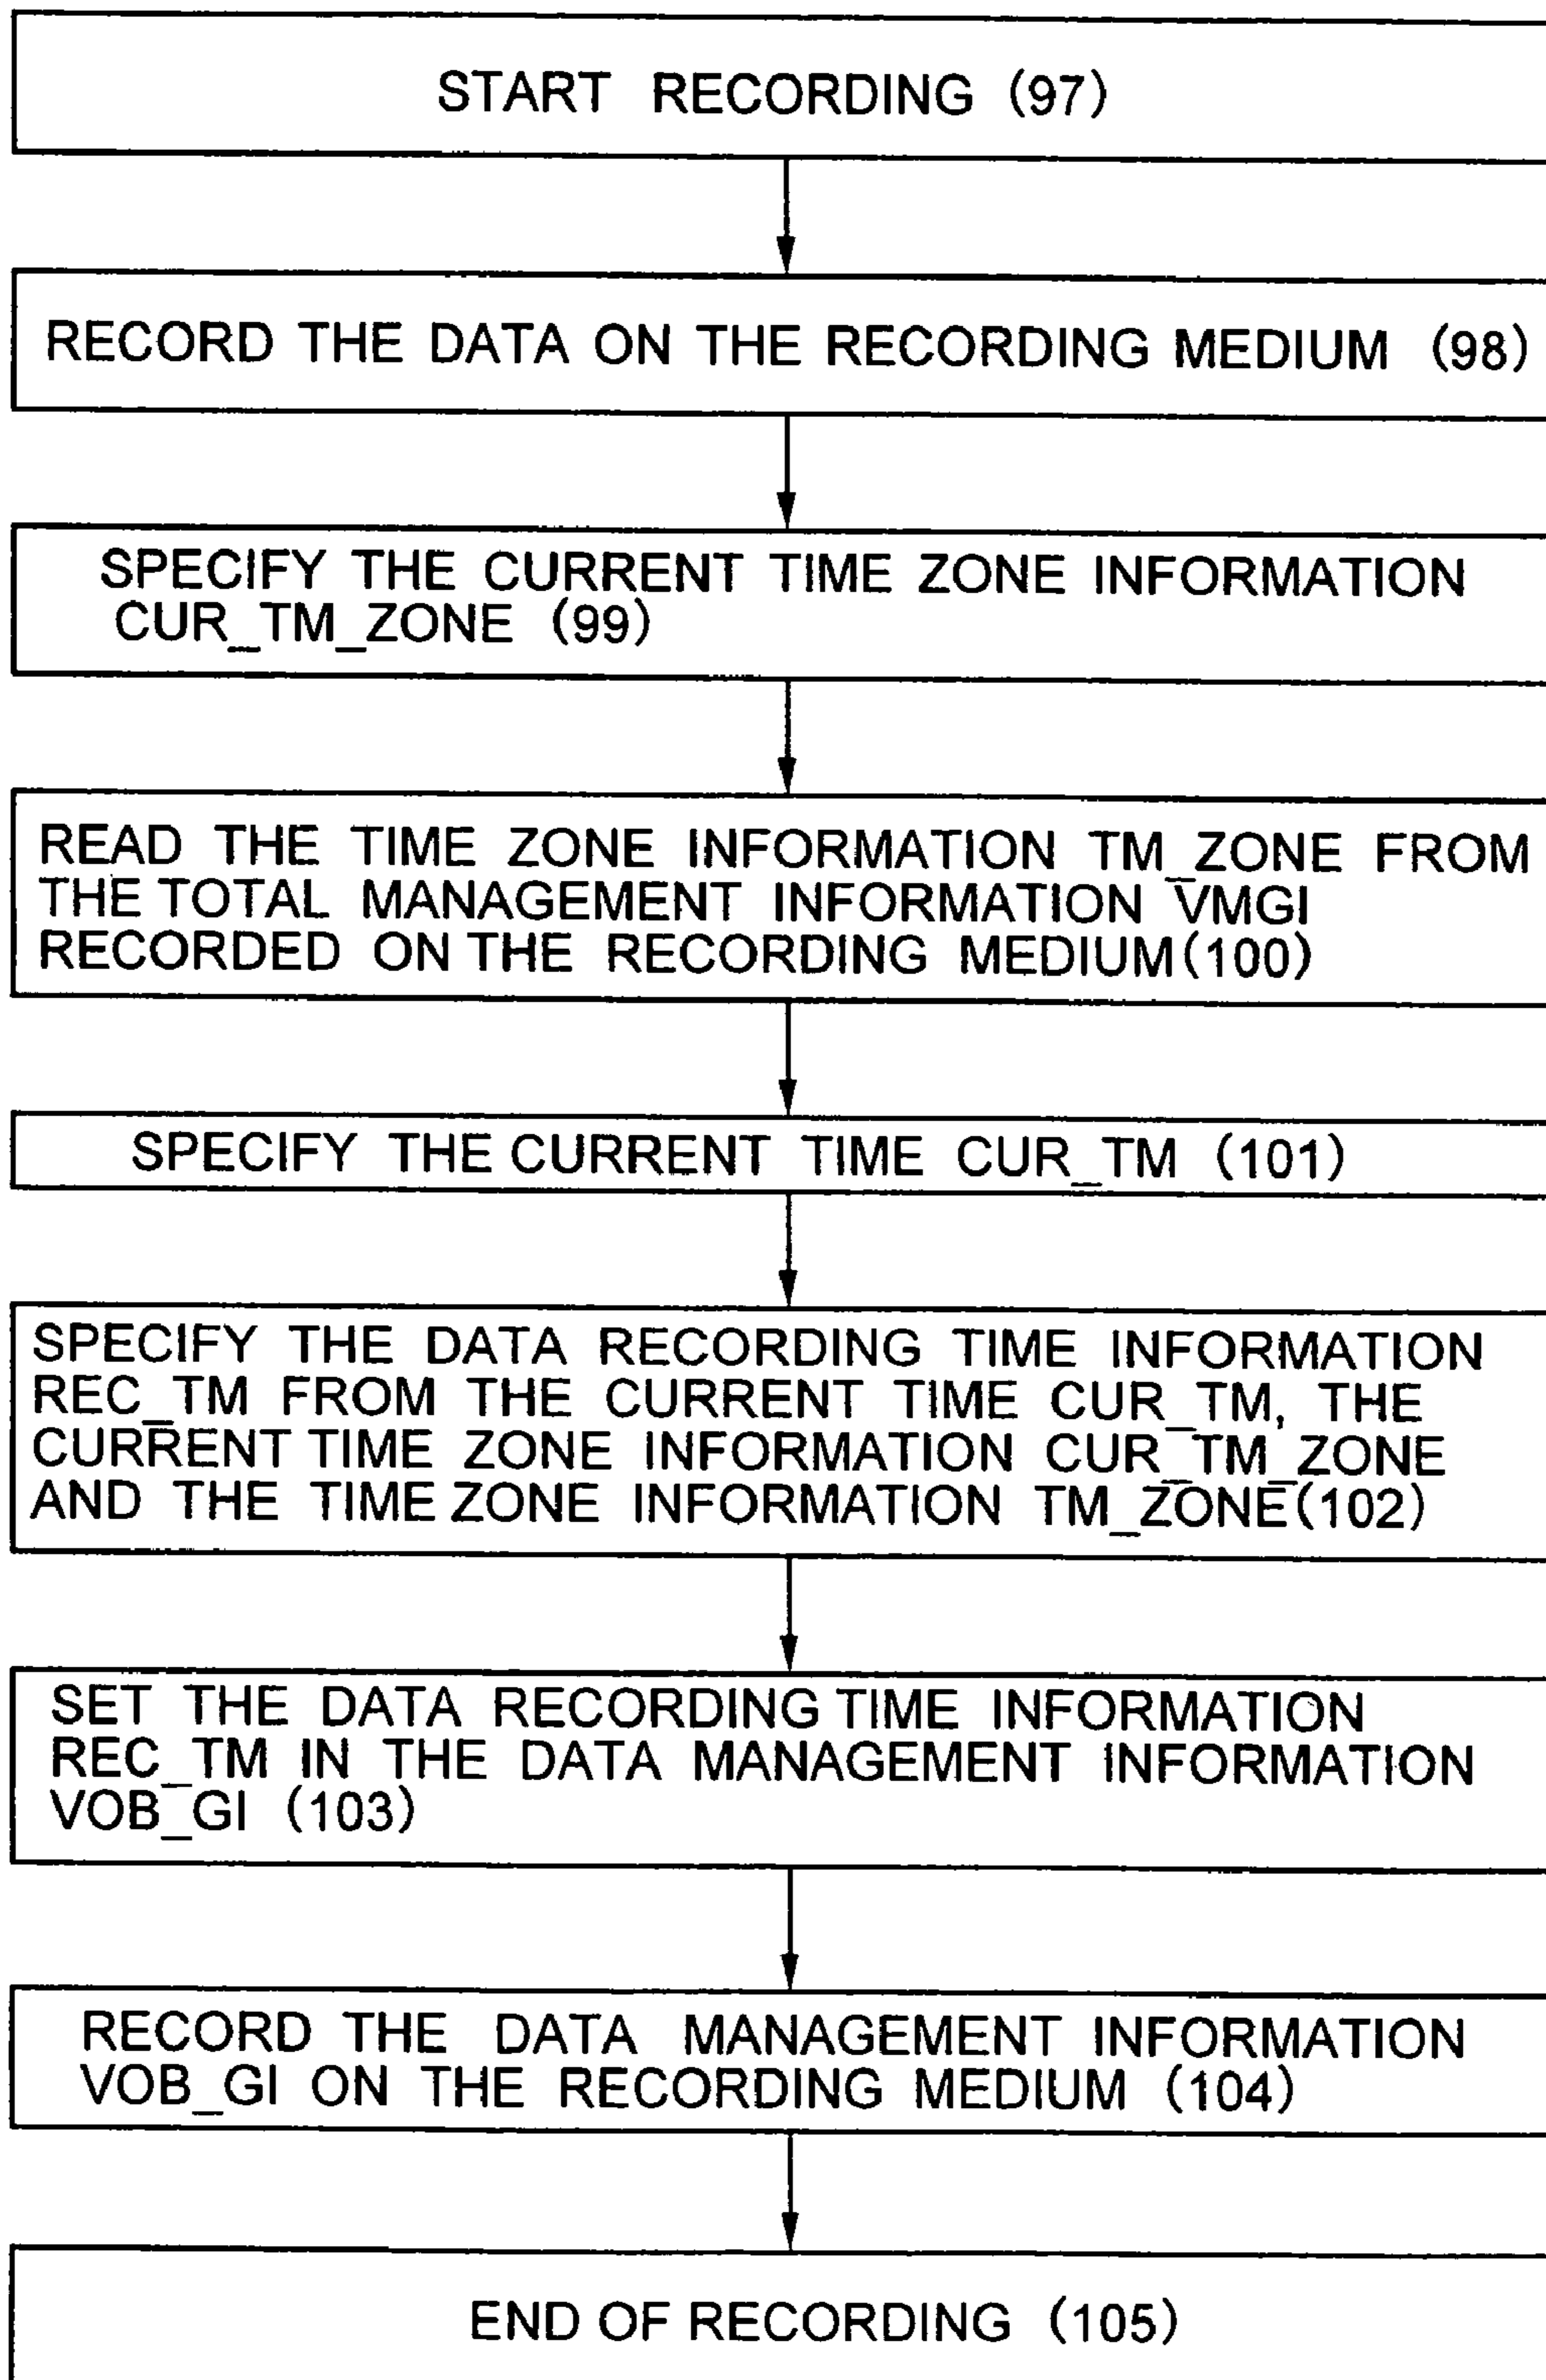 START RECORDING (97)
RECORD THE DATA ON THE RECORDING MEDIUM (98)
SPECIFY THE CURRENT TIME ZONE INFORMATION
CUR_TM_ZONE (99)
READ THE TIME ZONE INFORMATION TM_ZONE FROM
THE TOTAL MANAGEMENT INFORMATION VMGI
RECORDED ON THE RECORDING MEDIUM(100)
SPECIFY THE CURRENT TIME CUR_TM (101)
SPECIFY THE DATA RECORDING TIME INFORMATION
REC_TM FROM THE CURRENT TIME CUR_TM, THE
CURRENT TIME ZONE INFORMATION CUR_TM_ZONE
AND THE TIME ZONE INFORMATION TM_ZONE(102)
SET THE DATA RECORDING TIME INFORMATION
REC_TM IN THE DATA MANAGEMENT INFORMATION
VOB_GI (103)
RECORD THE DATA MANAGEMENT INFORMATION
VOB_GI ON THE RECORDING MEDIUM (104)
END OF RECORDING (105)